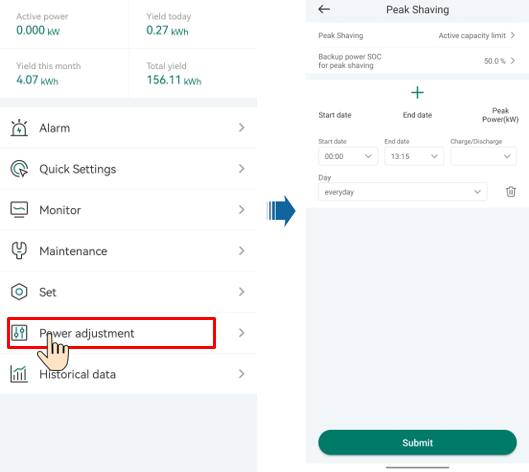 Active power
0.000 kW
Yield today
0.27 kWh
Yield this month
4.07 kWh
Total yield
156.11 kWh
Alarm
Quick Settings
Monitor
Maintenance
Set
Power adjustment
Historical data
Peak Shaving
Peak Shaving
Active capacity limit
Backup power SOC
for peak shaving
50.0 %
Start date
End date
Peak
Power(kW)
Start date
End date
Charge/Discharge
00:00
13:15
Day
everyday
Submit